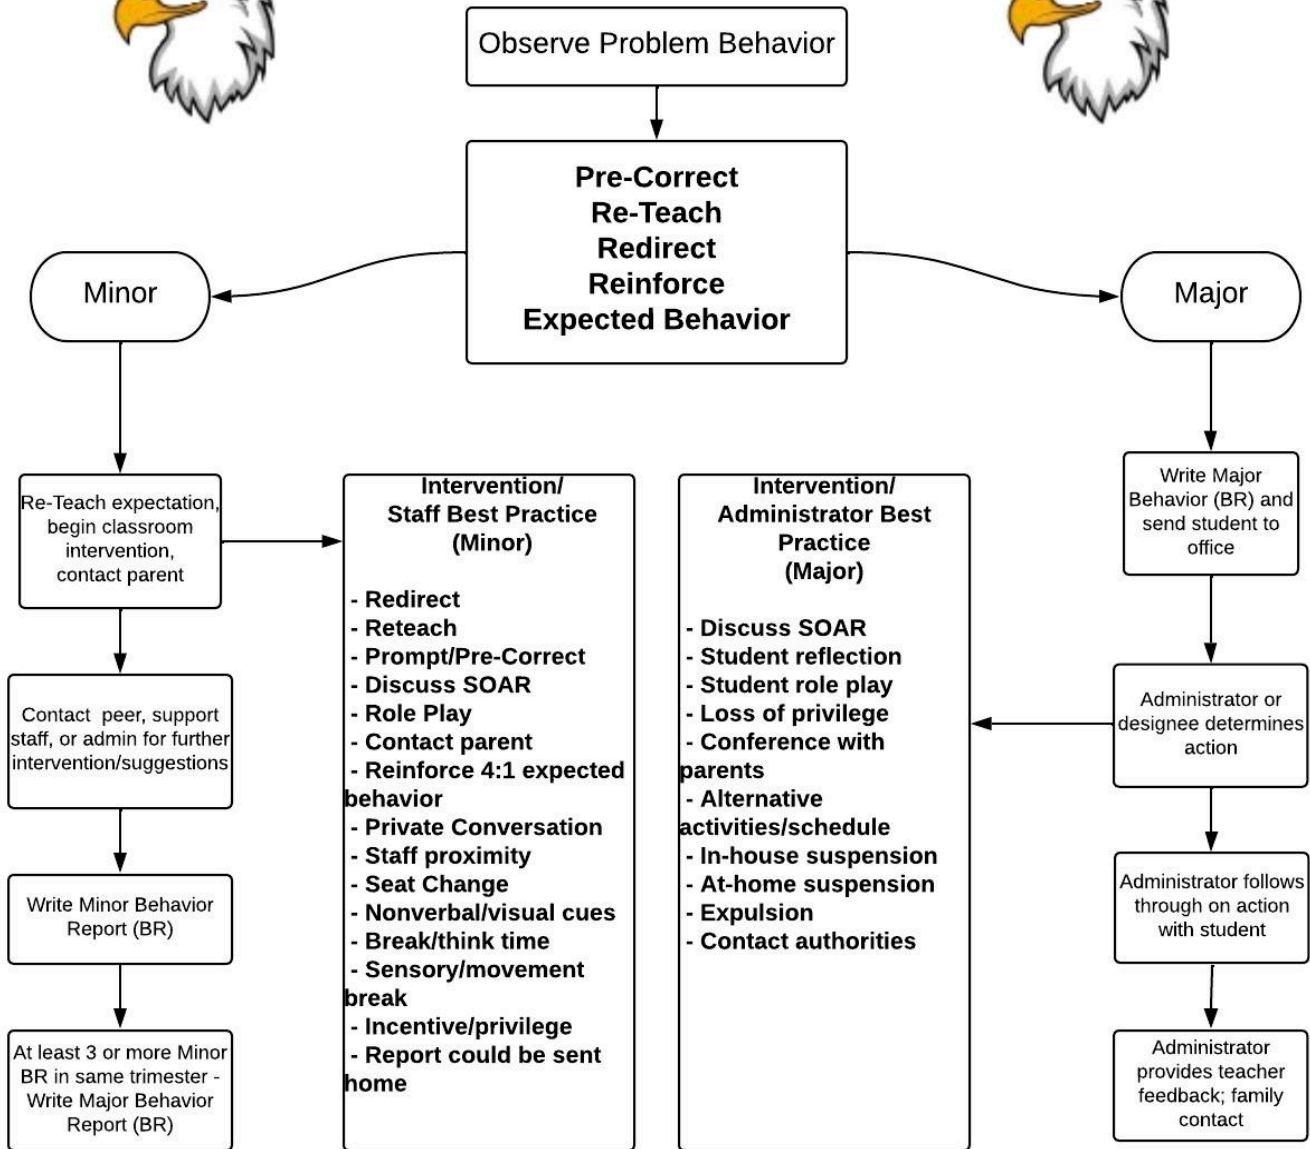 Observe Problem Behavior
Pre-Correct
Re-Teach
Redirect
Reinforce
Expected Behavior
Minor
Major
Re-Teach expectation,
begin classroom
intervention,
contact parent
Contact peer, support
staff, or admin for further
intervention/suggestions
Write Minor Behavior
Report (BR)
At least 3 or more Minor
BR in same trimester -
Write Major Behavior
Report (BR)
Intervention/
Staff Best Practice
(Minor)
- Redirect
- Reteach
- Prompt/Pre-Correct
- Discuss SOAR
- Role Play
- Contact parent
- Reinforce 4:1 expected
behavior
- Private Conversation
- Staff proximity
- Seat Change
- Nonverbal/visual cues
- Break/think time
- Sensory/movement
break
- Incentive/privilege
- Report could be sent
home
Intervention/
Administrator Best
Practice
(Major)
- Discuss SOAR
- Student reflection
- Student role play
- Loss of privilege
- Conference with
parents
- Alternative
activities/schedule
- In-house suspension
- At-home suspension
- Expulsion
- Contact authorities
Write Major
Behavior (BR) and
send student to
office
Administrator or
designee determines
action
Administrator follows
through on action
with student
Administrator
provides teacher
feedback; family
contact